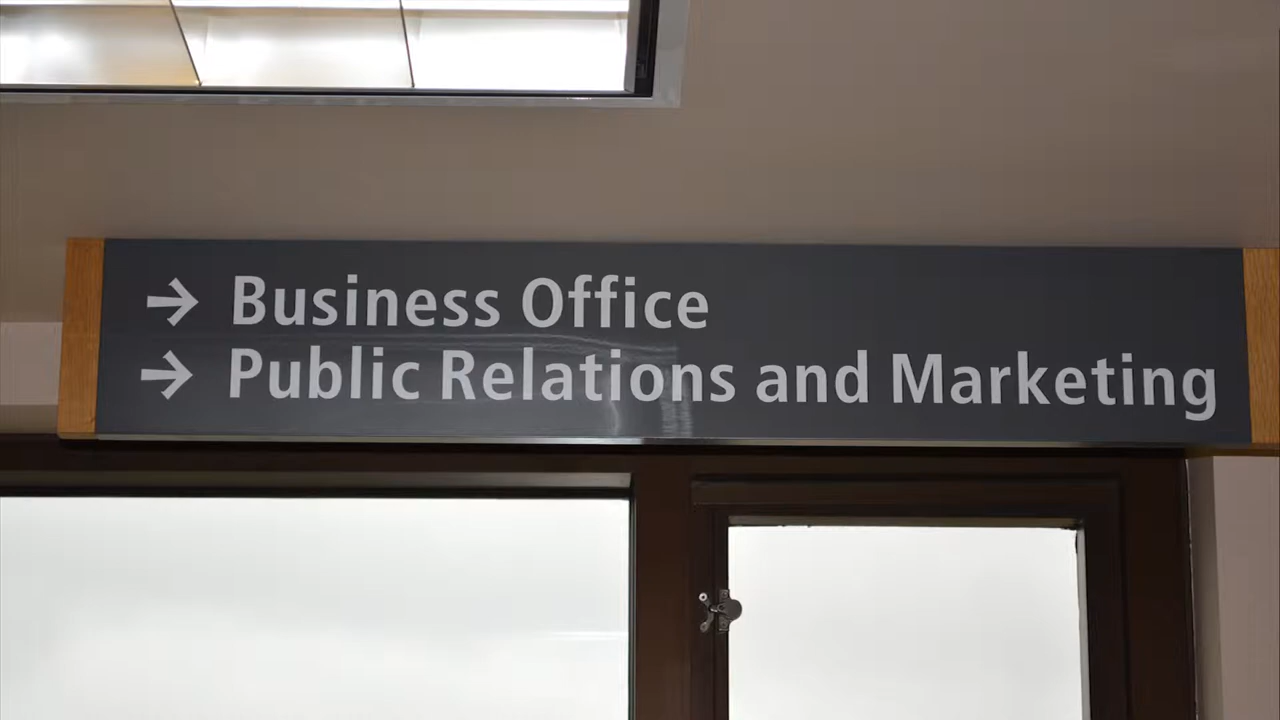 → Business Office
→ Public Relations and Marketing